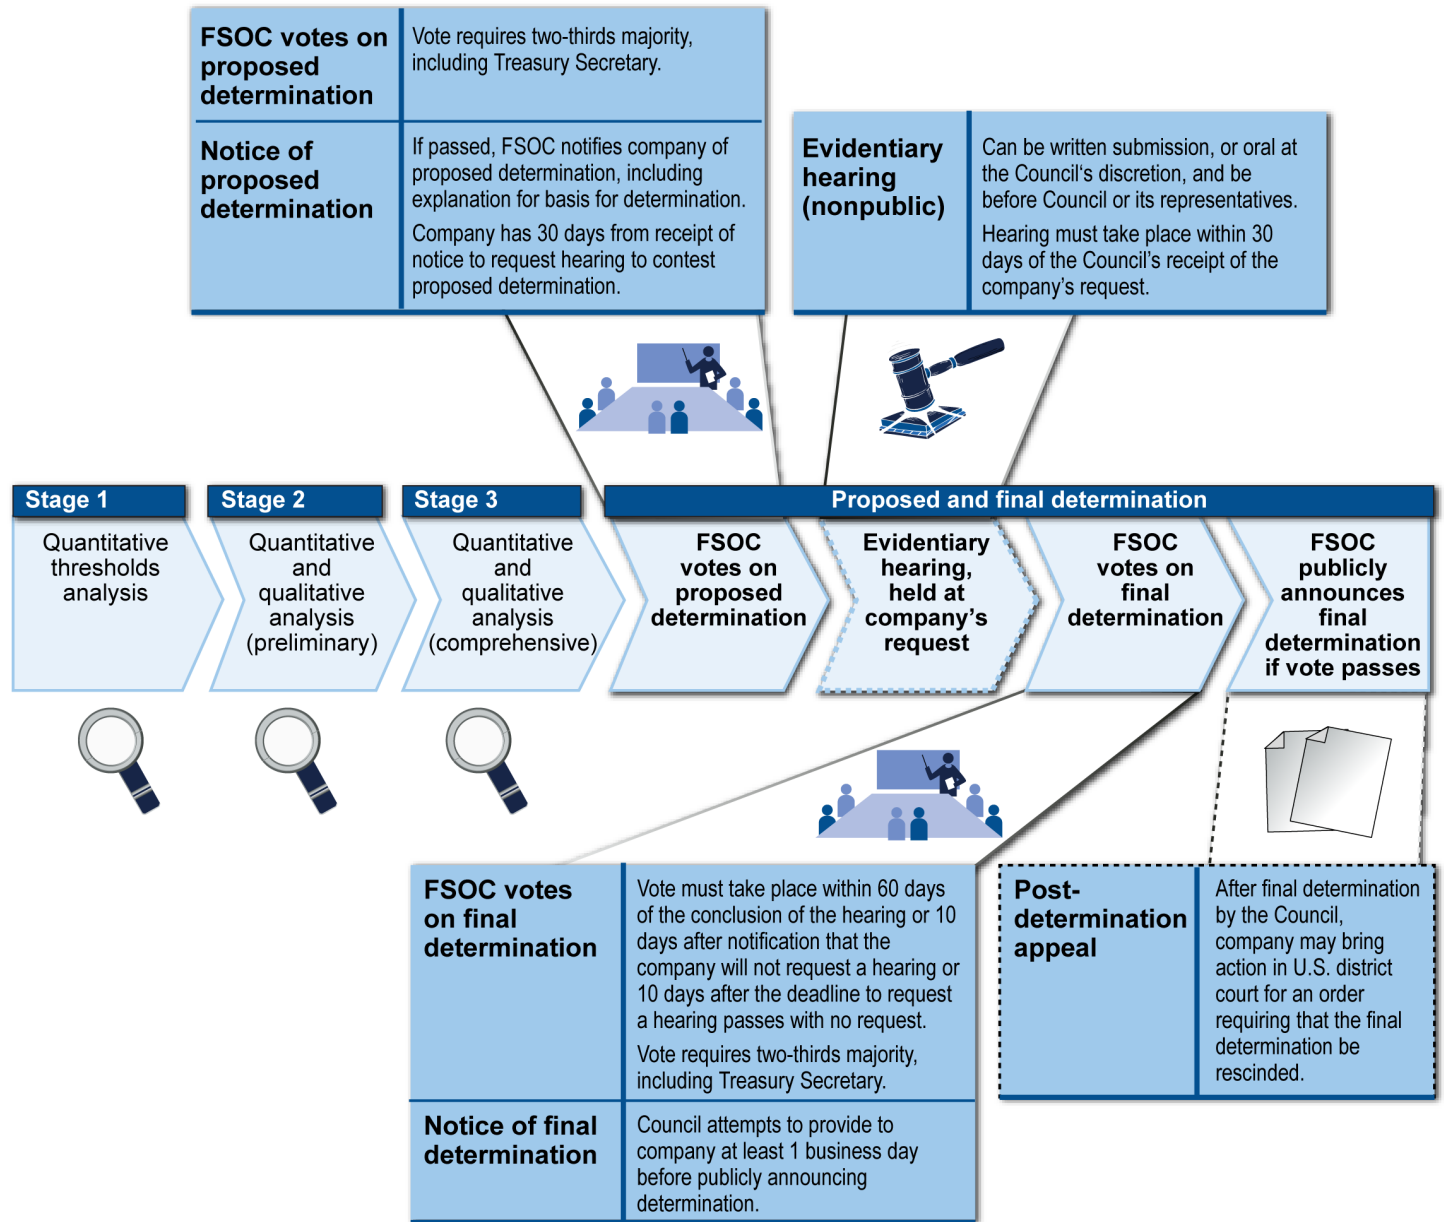 FSOC votes on
proposed
determination
Vote requires two-thirds majority,
including Treasury Secretary.
Notice of
proposed
determination
If passed, FSOC notifies company of
proposed determination, including
explanation for basis for determination.
Company has 30 days from receipt of
notice to request hearing to contest
proposed determination.
Evidentiary
hearing
(nonpublic)
Can be written submission, or oral at
the Council‘s discretion, and be
before Council or its representatives.
Hearing must take place within 30
days of the Council’s receipt of the
company’s request.
Stage 1
Quantitative
thresholds
analysis
Stage 2
Quantitative
and
qualitative
analysis
(preliminary)
Stage 3
Quantitative
and
qualitative
analysis
(comprehensive)
Proposed and final determination
FSOC
votes on
proposed
determination
Evidentiary
hearing,
held at
company’s
request
FSOC
votes on
final
determination
FSOC
publicly
announces
final
determination
if vote passes
FSOC votes
on final
determination
Vote must take place within 60 days
of the conclusion of the hearing or 10
days after notification that the
company will not request a hearing or
10 days after the deadline to request
a hearing passes with no request.
Vote requires two-thirds majority,
including Treasury Secretary.
Notice of final
determination
Council attempts to provide to
company at least 1 business day
before publicly announcing
determination.
Post-
determination
appeal
After final determination
by the Council,
company may bring
action in U.S. district
court for an order
requiring that the final
determination be
rescinded.